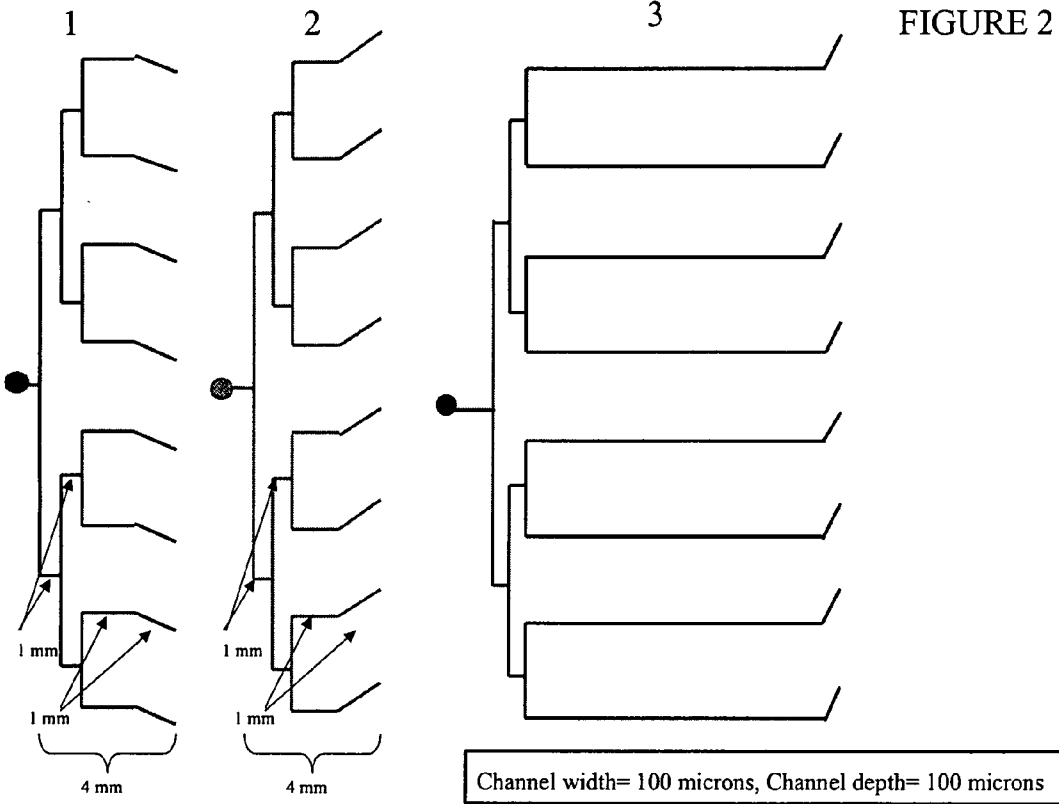 1
2
3
FIGURE 2
1 mm
1 mm
1 mm
1 mm
4 mm
4 mm
Channel width= 100 microns, Channel depth= 100 microns